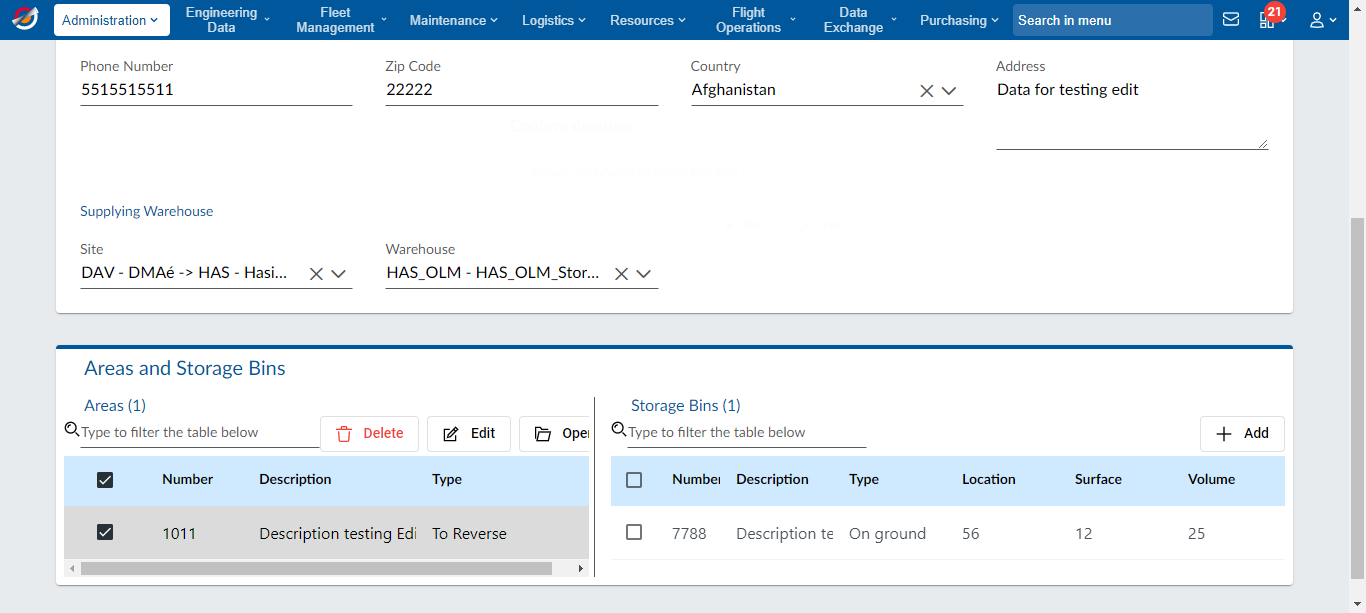 Administration
Engineering Data
Fleet Management
Maintenance
Logistics
Resources
Flight Operations
Data Exchange
Purchasing
Search in menu
21
Phone Number
5515515511
Zip Code
22222
Country
Afghanistan
Address
Data for testing edit
Supplying Warehouse
Site
DAV - DMAé -> HAS - Hasi...
Warehouse
HAS_OLM - HAS_OLM_Stor...
Areas and Storage Bins
Areas (1)
Type to filter the table below
Delete
Edit
Oper
Number Description Type
1011 Description testing Edi To Reverse
Storage Bins (1)
Type to filter the table below
Add
Number Description Type Location Surface Volume
7788 Description te On ground 56 12 25